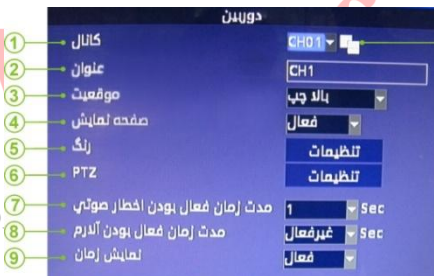 دوربین
1 کانال CH01
2 عنوان CH1
3 موقعیت بالا چپ
4 صفحه نمایش فعال
5 رنگ تنظیمات
6 PTZ تنظیمات
7 مدت زمان فعال بودن اخطار صوتي 1 Sec
8 مدت زمان فعال بودن آلارم غیرفعال Sec
9 نمایش زمان فعال